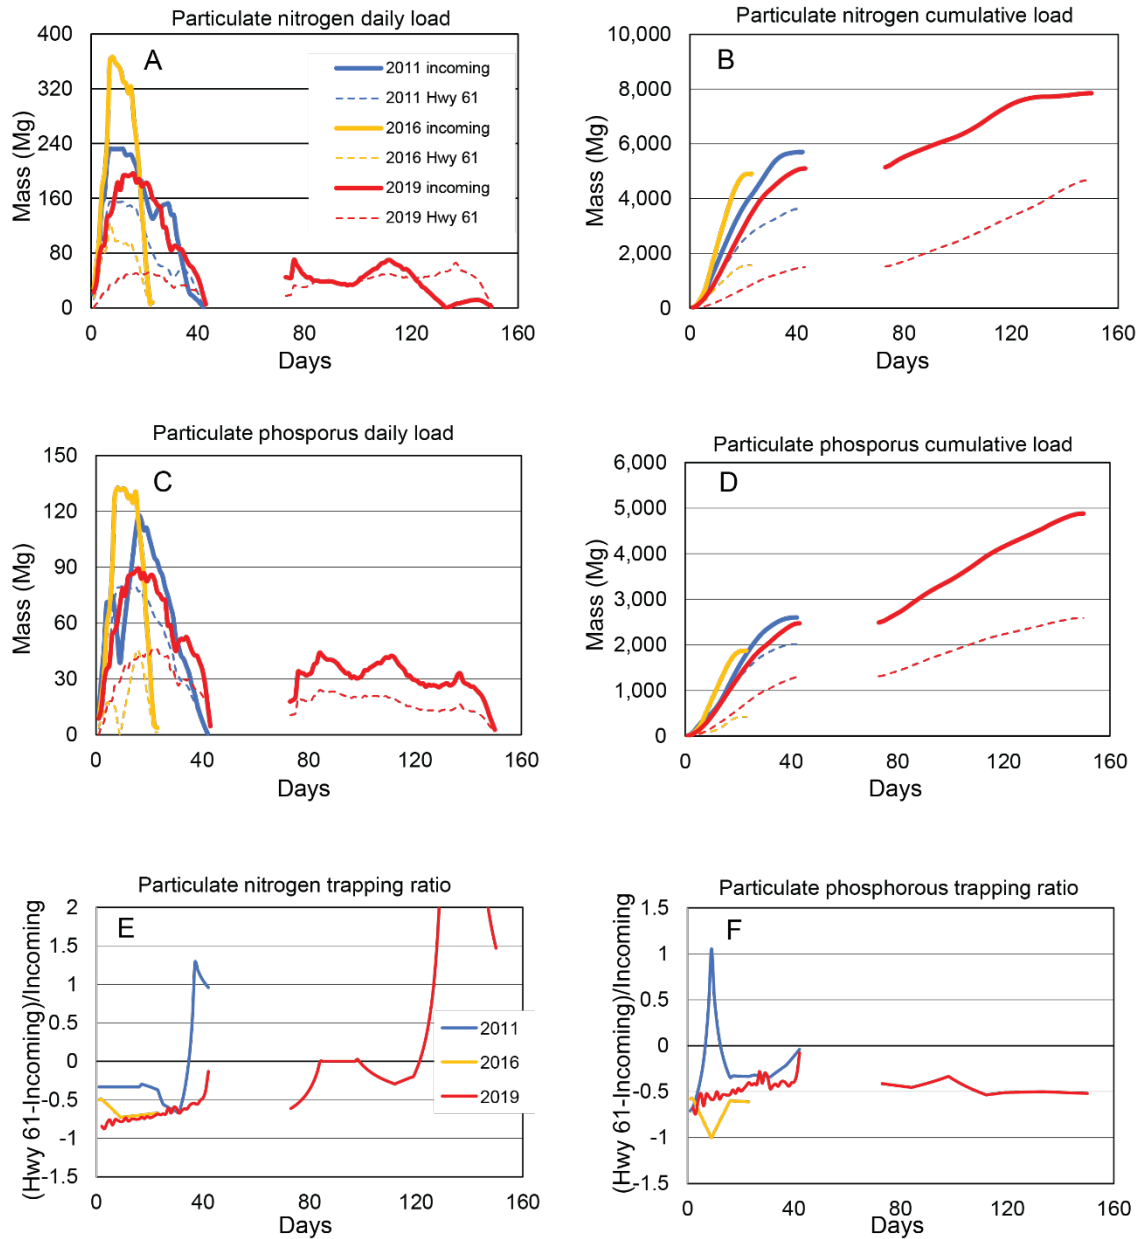 Particulate nitrogen daily load
400
320
240
160
80
0
Mass (Mg)
A
2011 incoming
2011 Hwy 61
2016 incoming
2016 Hwy 61
2019 incoming
2019 Hwy 61
0 40 80 120 160
Days
Particulate nitrogen cumulative load
10,000
8,000
6,000
4,000
2,000
0
Mass (Mg)
B
0 40 80 120 160
Days
Particulate phosporus daily load
150
120
90
60
30
0
Mass (Mg)
C
0 40 80 120 160
Days
Particulate phosporus cumulative load
6,000
5,000
4,000
3,000
2,000
1,000
0
Mass (Mg)
D
0 40 80 120 160
Days
Particulate nitrogen trapping ratio
2
1.5
1
0.5
0
-0.5
-1
-1.5
(Hwy 61-Incoming)/Incoming
E
2011
2016
2019
0 40 80 120 160
Days
Particulate phosphorous trapping ratio
1.5
1
0.5
0
-0.5
-1
-1.5
(Hwy 61-Incoming)/Incoming
F
0 40 80 120 160
Days